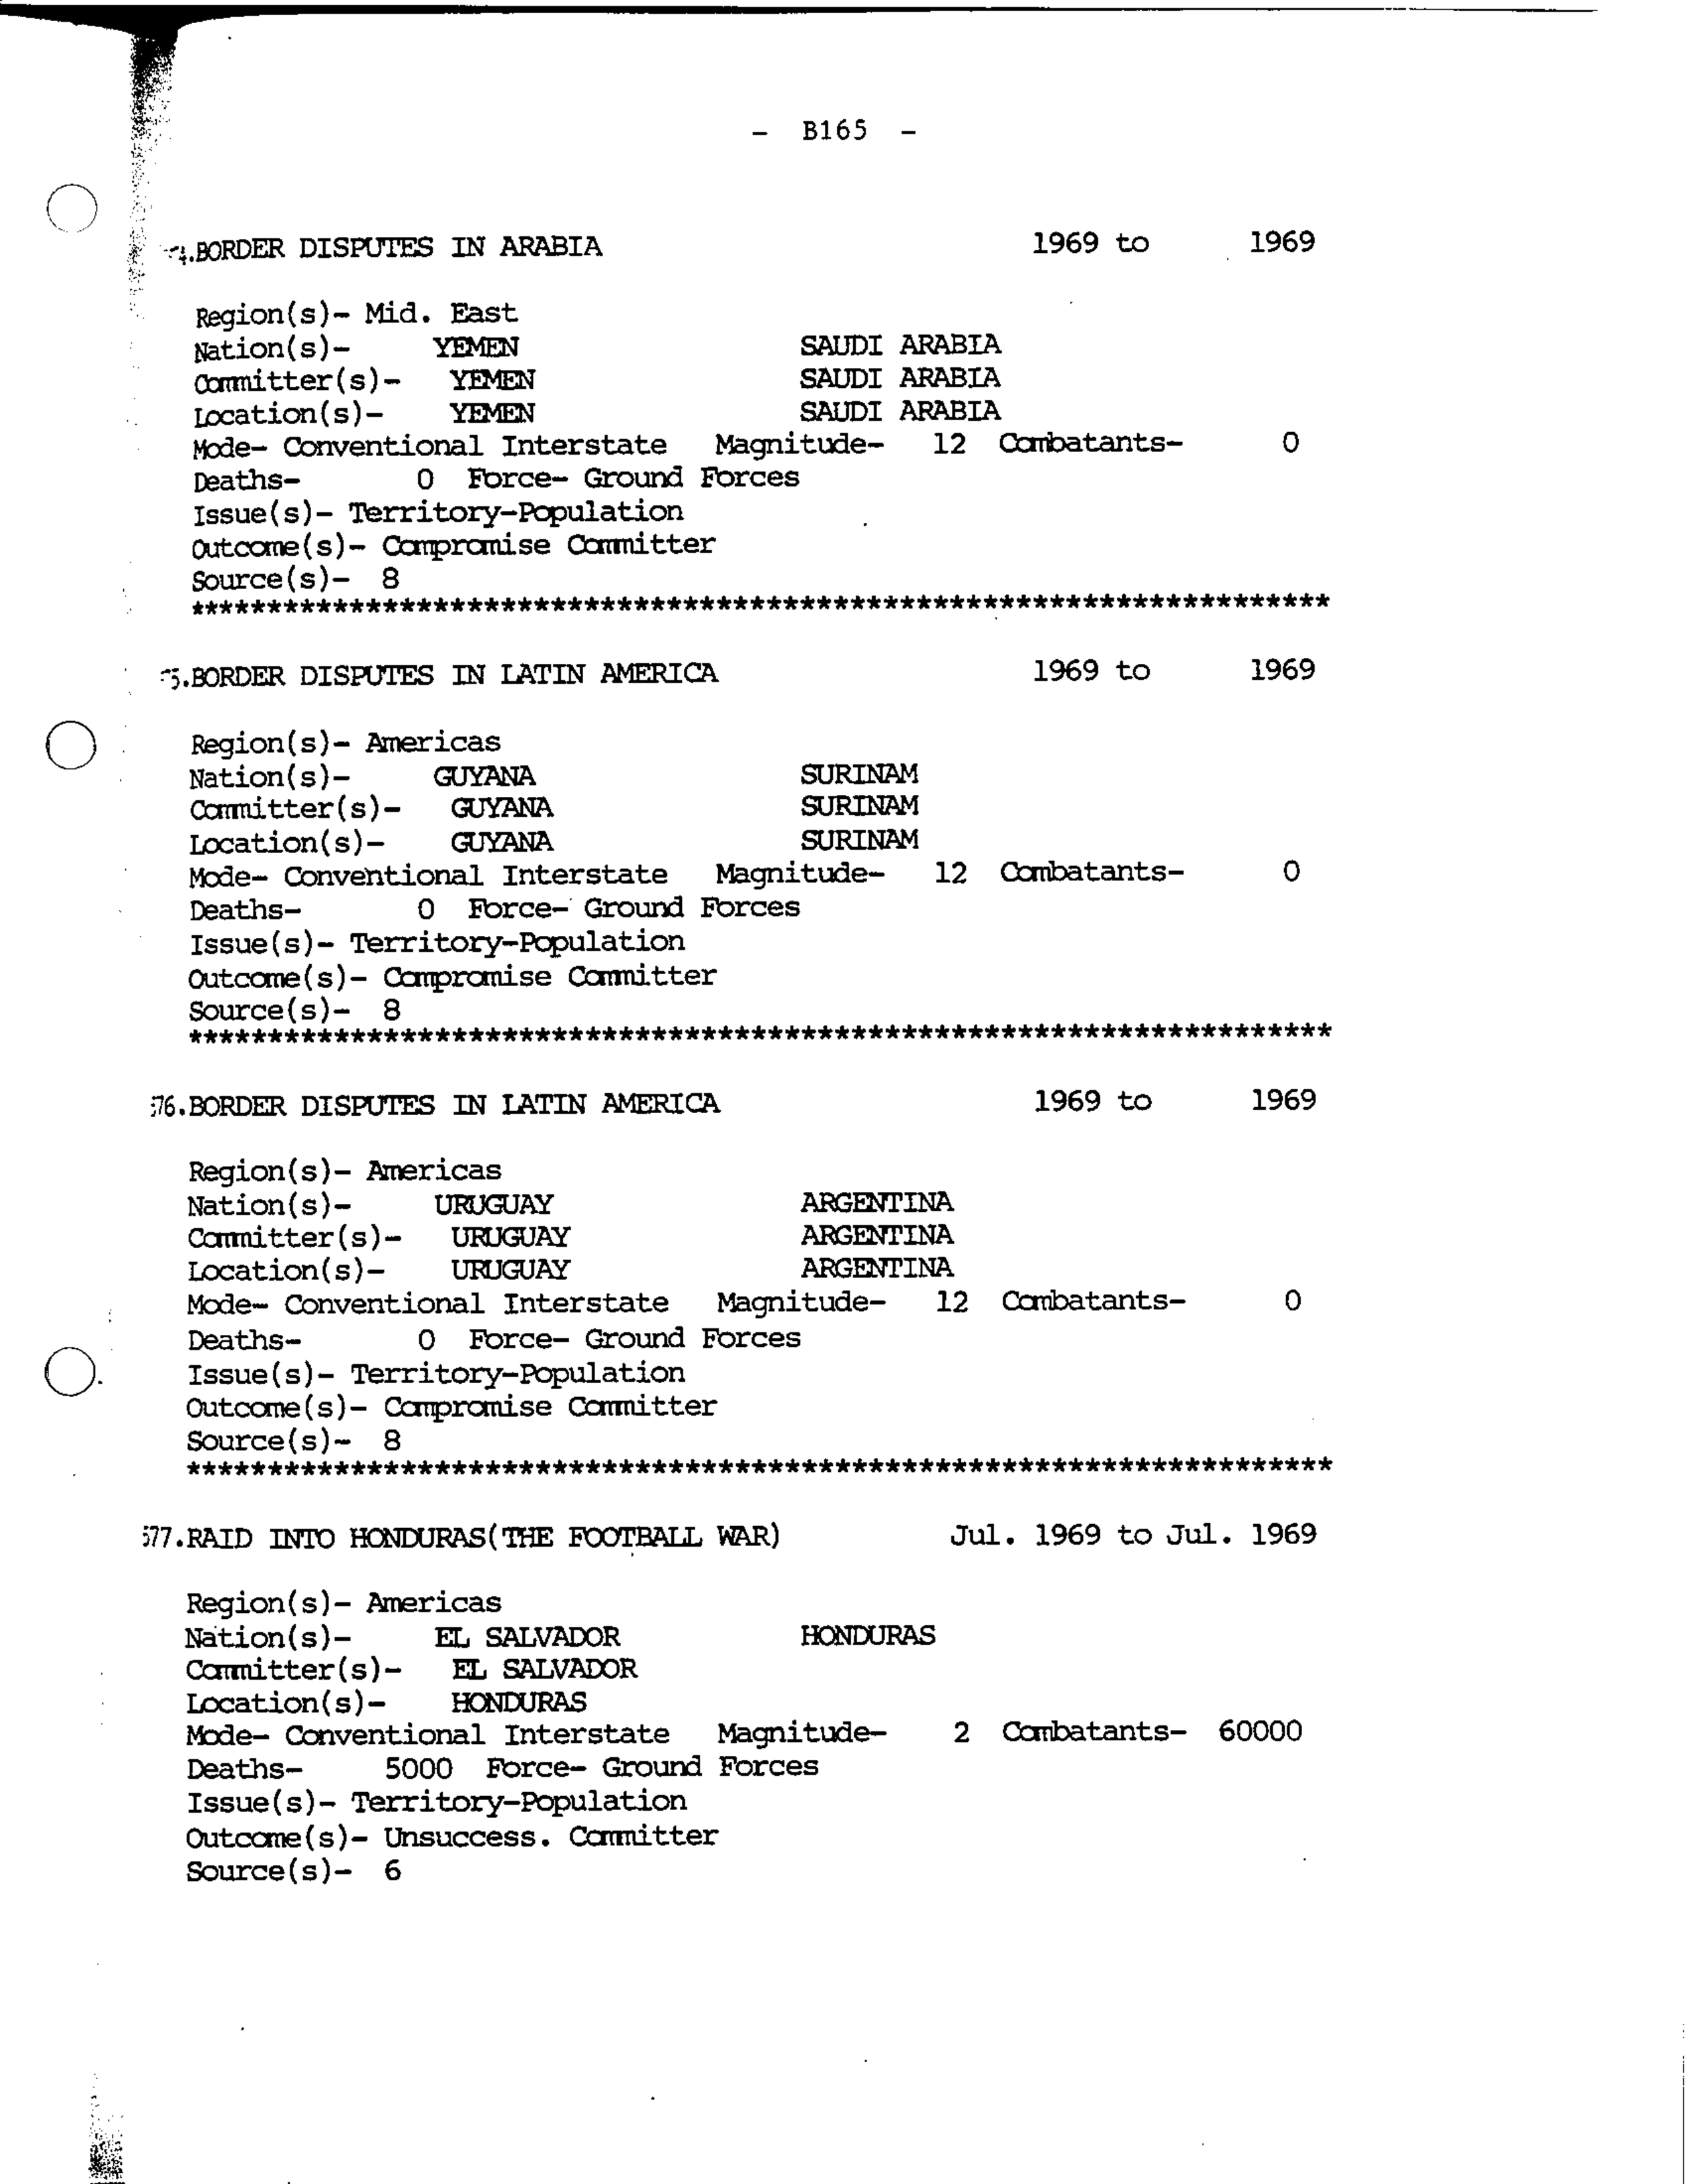 - B165 -
4.BORDER DISPUTES IN ARABIA 1969 to 1969
Region(s)- Mid. East
Nation(s)- YEMEN SAUDI ARABIA
Committer(s)- YEMEN SAUDI ARABIA
Location(s)- YEMEN SAUDI ARABIA
Mode- Conventional Interstate Magnitude- 12 Combatants- 0
Deaths- 0 Force- Ground Forces
Issue(s)- Territory-Population
Outcome(s)- Compromise Committer
Source(s)- 8
********************************************************************
5.BORDER DISPUTES IN LATIN AMERICA 1969 to 1969
Region(s)- Americas
Nation(s)- GUYANA SURINAM
Committer(s)- GUYANA SURINAM
Location(s)- GUYANA SURINAM
Mode- Conventional Interstate Magnitude- 12 Combatants- 0
Deaths- 0 Force- Ground Forces
Issue(s)- Territory-Population
Outcome(s)- Compromise Committer
Source(s)- 8
********************************************************************
76.BORDER DISPUTES IN LATIN AMERICA 1969 to 1969
Region(s)- Americas
Nation(s)- URUGUAY ARGENTINA
Committer(s)- URUGUAY ARGENTINA
Location(s)- URUGUAY ARGENTINA
Mode- Conventional Interstate Magnitude- 12 Combatants- 0
Deaths- 0 Force- Ground Forces
Issue(s)- Territory-Population
Outcome(s)- Compromise Committer
Source(s)- 8
********************************************************************
577.RAID INTO HONDURAS(THE FOOTBALL WAR) Jul. 1969 to Jul. 1969
Region(s)- Americas
Nation(s)- EL SALVADOR HONDURAS
Committer(s)- EL SALVADOR
Location(s)- HONDURAS
Mode- Conventional Interstate Magnitude- 2 Combatants- 60000
Deaths- 5000 Force- Ground Forces
Issue(s)- Territory-Population
Outcome(s)- Unsuccess. Committer
Source(s)- 6